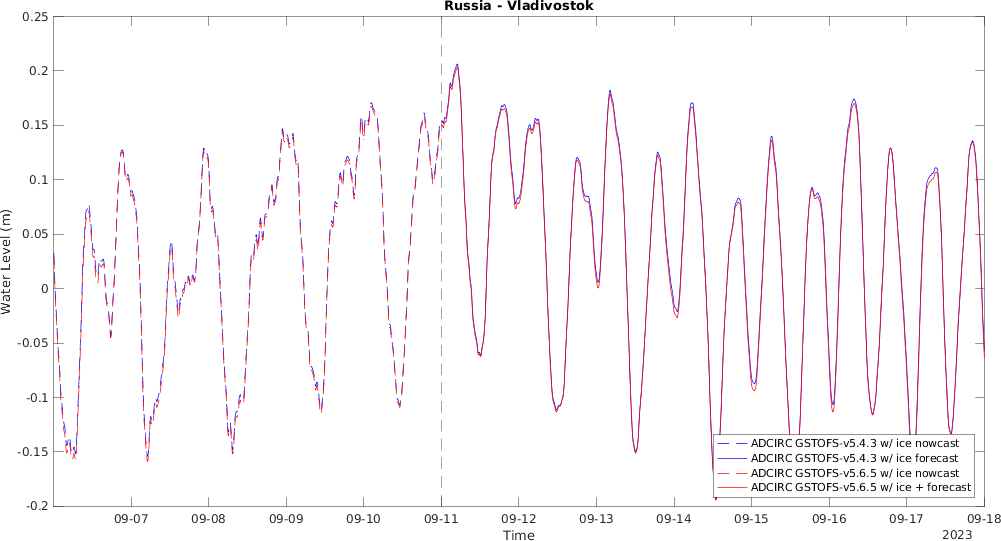 Russia - Vladivostok
0.25
0.2
0.15
0.1
0.05
0
-0.05
-0.1
-0.15
-0.2
Water Level (m)
ADCIRC GSTOFS-v5.4.3 w/ ice nowcast
ADCIRC GSTOFS-v5.4.3 w/ ice forecast
ADCIRC GSTOFS-v5.6.5 w/ ice nowcast
ADCIRC GSTOFS-v5.6.5 w/ ice + forecast
09-07 09-08 09-09 09-10 09-11 09-12 09-13 09-14 09-15 09-16 09-17 09-18
Time
2023